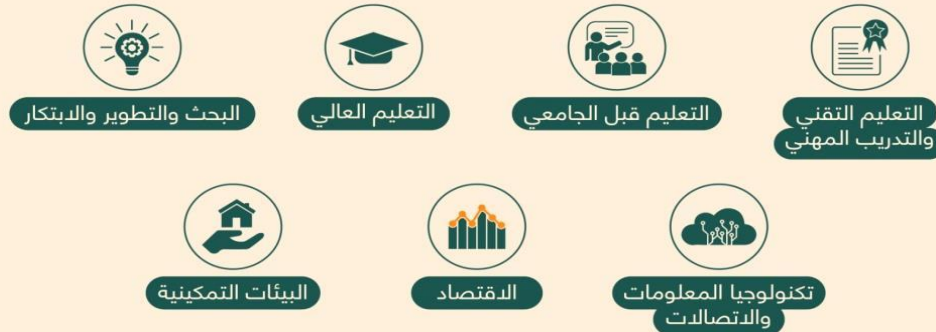 التعليم التقني
والتدريب المهني
التعليم قبل الجامعي
التعليم العالي
البحث والتطوير والابتكار
تكنولوجيا المعلومات
والاتصالات
الاقتصاد
البيئات التمكينية